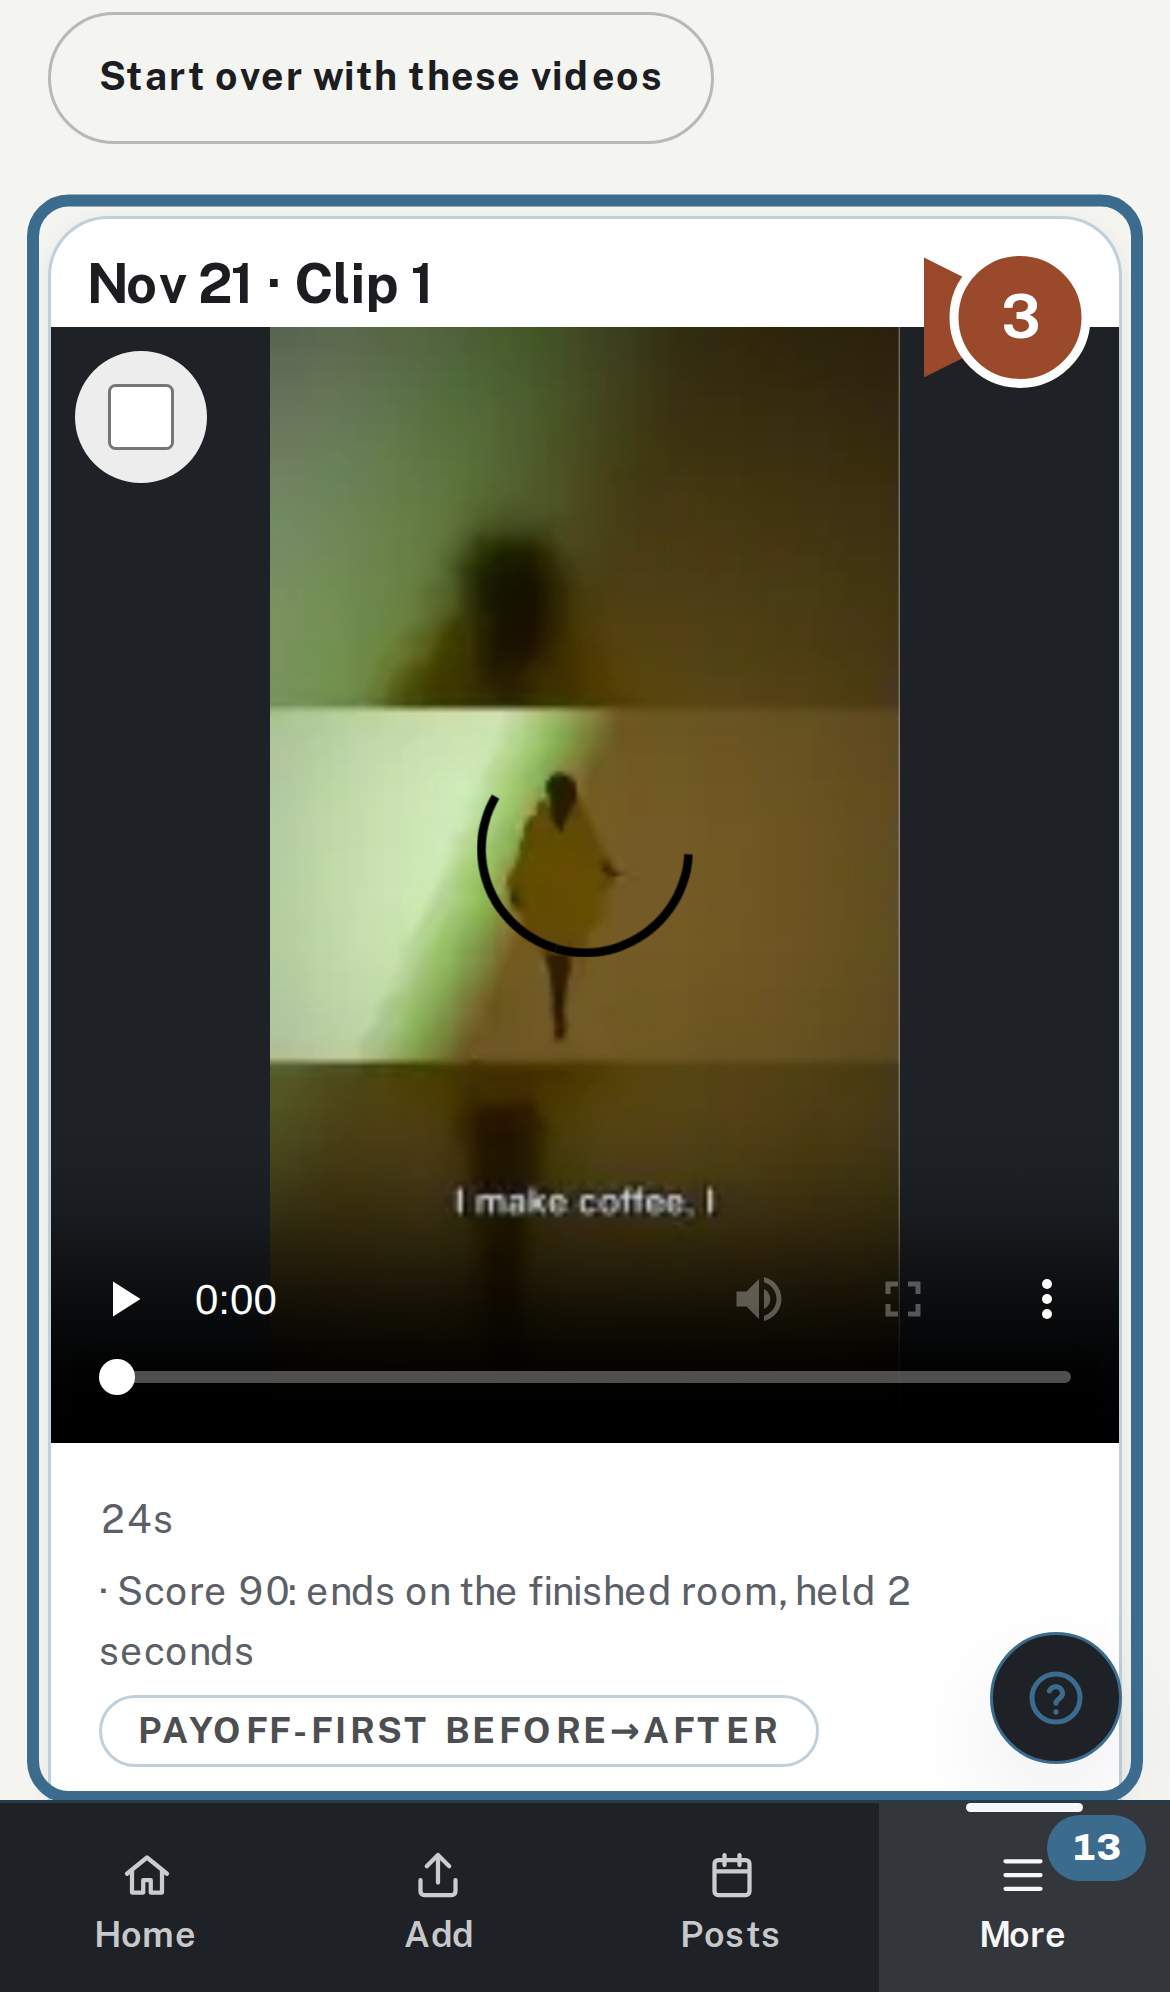 Start over with these videos
Nov 21 · Clip 1
3
I make coffee, I
0:00
24s
· Score 90: ends on the finished room, held 2
seconds
PAYOFF-FIRST BEFORE→AFTER
13
Home
Add
Posts
More